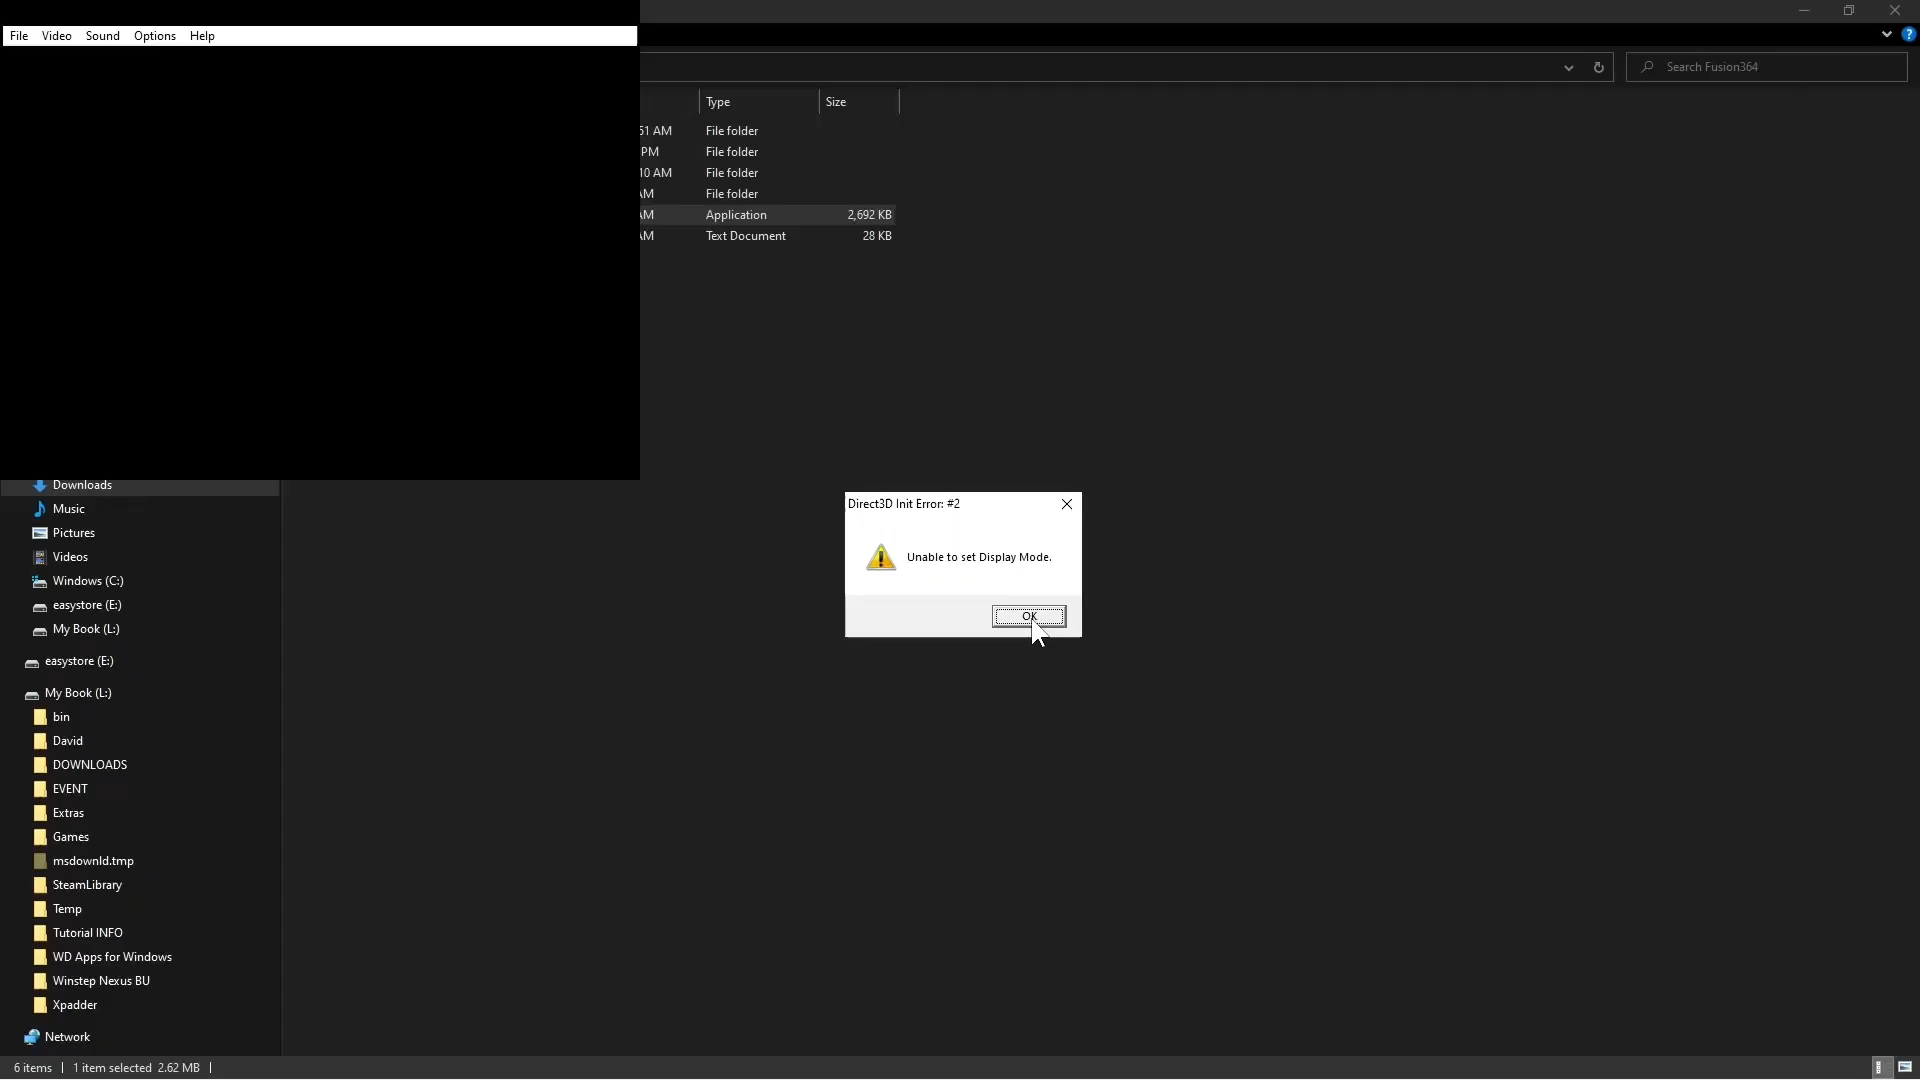 File Video Sound Options Help
Search Fusion364
Type Size
51 AM File folder
PM File folder
10 AM File folder
AM File folder
AM Application 2,692 KB
AM Text Document 28 KB
Downloads
Music
Pictures
Videos
Windows (C:)
easystore (E:)
My Book (L:)
easystore (E:)
My Book (L:)
bin
David
DOWNLOADS
EVENT
Extras
Games
msdownld.tmp
SteamLibrary
Temp
Tutorial INFO
WD Apps for Windows
Winstep Nexus BU
Xpadder
Network
Direct3D Init Error: #2
Unable to set Display Mode.
OK
6 items 1 item selected 2.62 MB